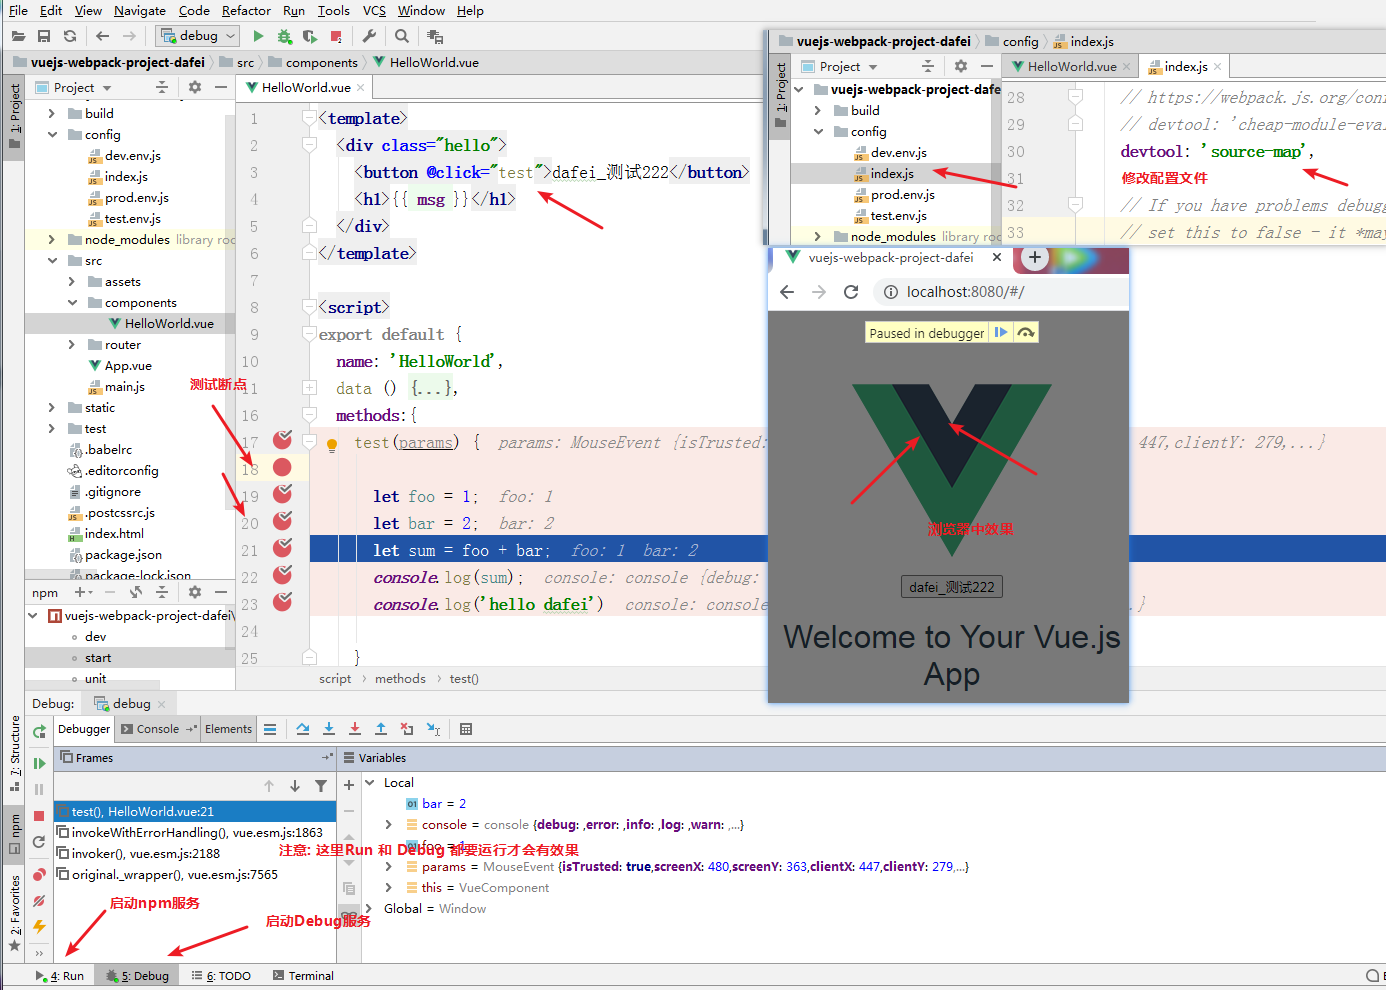 File Edit View Navigate Code Refactor Run Tools VCS Window Help
debug
vuejs-webpack-project-dafei src components HelloWorld.vue
1: Project
Project
build
config
dev.env.js
index.js
prod.env.js
test.env.js
node_modules library roo
src
assets
components
HelloWorld.vue
router
App.vue
main.js
static
test
.babelrc
.editorconfig
.gitignore
.postcssrc.js
index.html
package.json
package-lock.json
npm
vuejs-webpack-project-dafei\
dev
start
unit
HelloWorld.vue
1 <template>
2 <div class="hello">
3 <button @click="test">dafei_测试222</button>
4 <h1>{{ msg }}</h1>
5 </div>
6 </template>
7
8 <script>
9 export default {
10 name: 'HelloWorld',
11 data () {...},
16 methods:{
17 test(params) { params: MouseEvent {isTrusted: 447,clientY: 279,...}
18
19 let foo = 1; foo: 1
20 let bar = 2; bar: 2
21 let sum = foo + bar; foo: 1 bar: 2
22 console.log(sum); console: console {debug:
23 console.log('hello dafei') console: console .}
24
25 }
测试断点
script methods test()
vuejs-webpack-project-dafei config index.js
1: Project
Project
vuejs-webpack-project-dafe
build
config
dev.env.js
index.js
prod.env.js
test.env.js
node_modules library roo
HelloWorld.vue index.js
28 // https://webpack.js.org/con
29 // devtool: 'cheap-module-eva
30 devtool: 'source-map',
31 修改配置文件
32 // If you have problems debugg
33 // set this to false - it *may
vuejs-webpack-project-dafei
localhost:8080/#/
Paused in debugger
浏览器中效果
dafei_测试222
Welcome to Your Vue.js
App
Debug: debug
Debugger Console Elements
Frames
test(), HelloWorld.vue:21
invokeWithErrorHandling(), vue.esm.js:1863
invoker(), vue.esm.js:2188
original._wrapper(), vue.esm.js:7565
Variables
Local
bar = 2
console = console {debug: ,error: ,info: ,log: ,warn: ,...}
注意: 这里Run 和 Debug 都要运行才会有效果
params = MouseEvent {isTrusted: true,screenX: 480,screenY: 363,clientX: 447,clientY: 279,...}
this = VueComponent
Global = Window
启动npm服务
启动Debug服务
7: Structure
npm
2: Favorites
4: Run 5: Debug 6: TODO Terminal